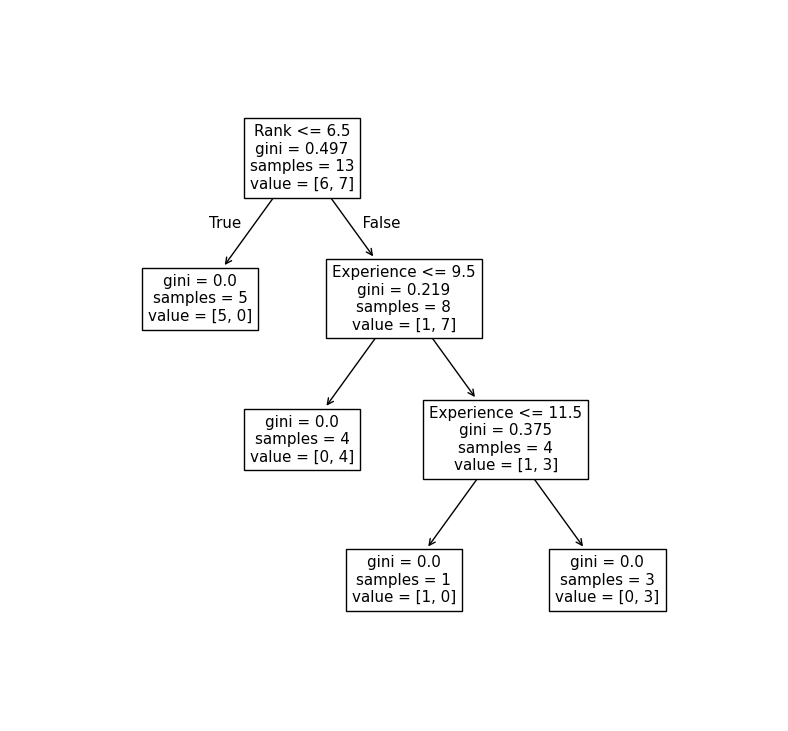 Rank <= 6.5
gini = 0.497
samples = 13
value = [6, 7]
True
False
gini = 0.0
samples = 5
value = [5, 0]
Experience <= 9.5
gini = 0.219
samples = 8
value = [1, 7]
gini = 0.0
samples = 4
value = [0, 4]
Experience <= 11.5
gini = 0.375
samples = 4
value = [1, 3]
gini = 0.0
samples = 1
value = [1, 0]
gini = 0.0
samples = 3
value = [0, 3]